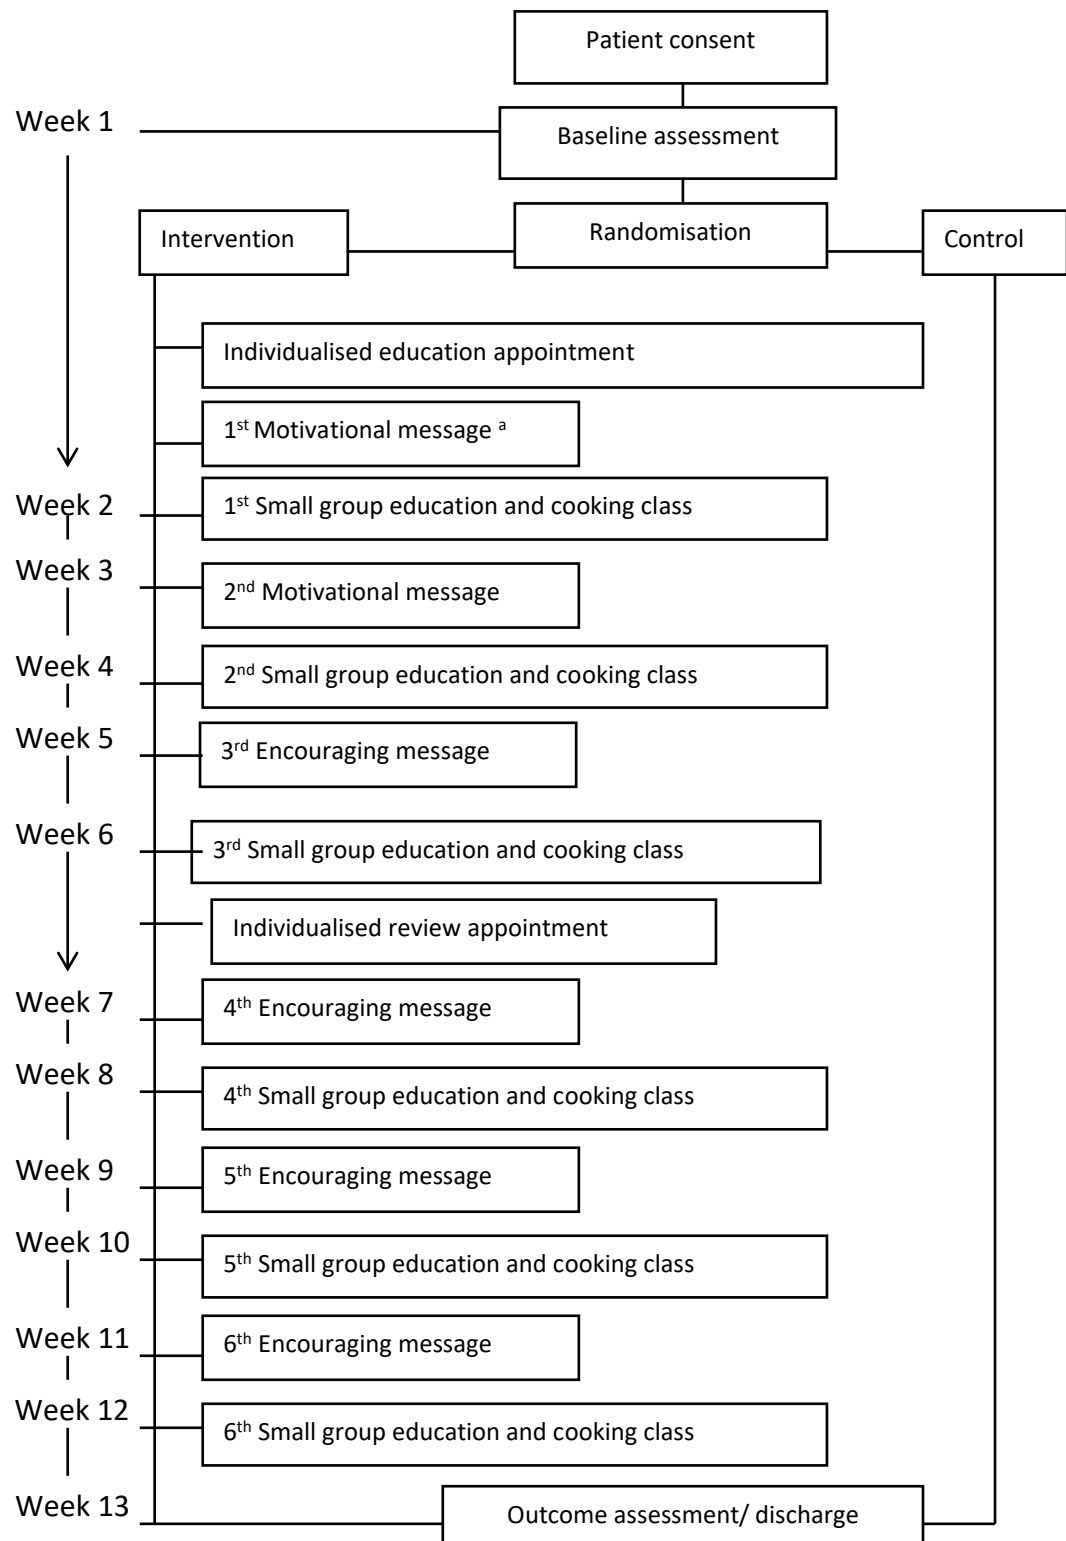 Patient consent
Week 1
Baseline assessment
Randomisation
Intervention
Control
Individualised education appointment
1st Motivational message a
Week 2
1st Small group education and cooking class
Week 3
2nd Motivational message
Week 4
2nd Small group education and cooking class
Week 5
3rd Encouraging message
Week 6
3rd Small group education and cooking class
Individualised review appointment
Week 7
4th Encouraging message
Week 8
4th Small group education and cooking class
Week 9
5th Encouraging message
Week 10
5th Small group education and cooking class
Week 11
6th Encouraging message
Week 12
6th Small group education and cooking class
Week 13
Outcome assessment/ discharge